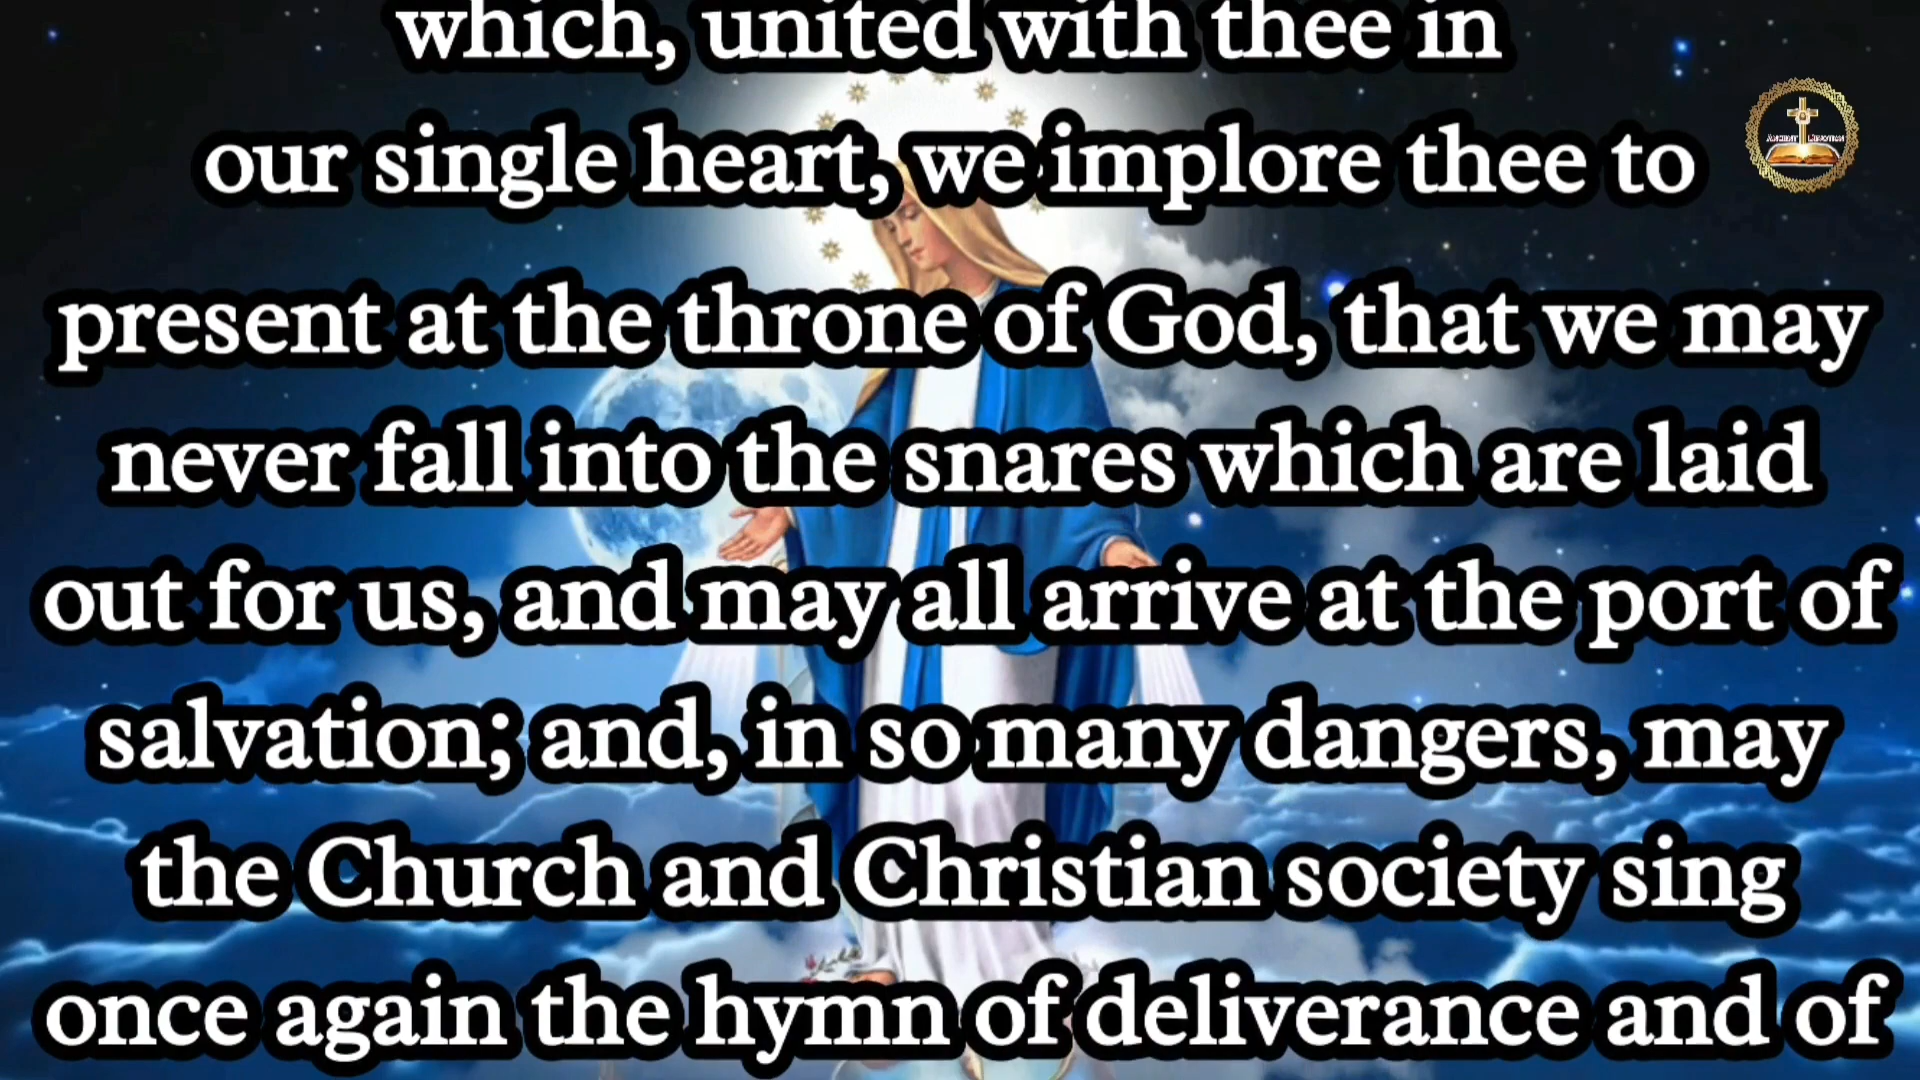 which, united with thee in
our single heart, we implore thee to
present at the throne of God, that we may
never fall into the snares which are laid
out for us, and may all arrive at the port of
salvation; and, in so many dangers, may
the Church and Christian society sing
once again the hymn of deliverance and of
Ancient Devotion